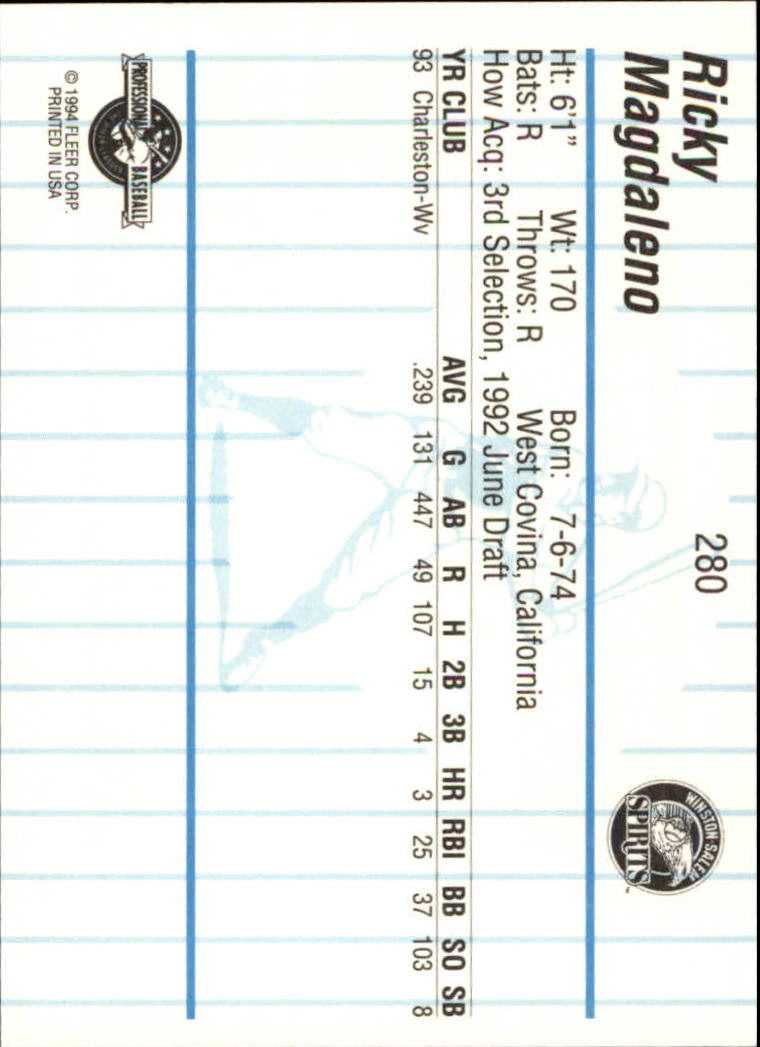 Ricky
Magdaleno
280
WINSTON SALEM
SPIRITS
™
Ht: 6'1" Wt: 170 Born: 7-6-74
Bats: R Throws: R West Covina, California
How Acq: 3rd Selection, 1992 June Draft
YR CLUB AVG G AB R H 2B 3B HR RBI BB SO SB
93 Charleston-Wv .239 131 447 49 107 15 4 3 25 37 103 8
PROFESSIONAL BASEBALL
© 1994 FLEER CORP.
PRINTED IN USA